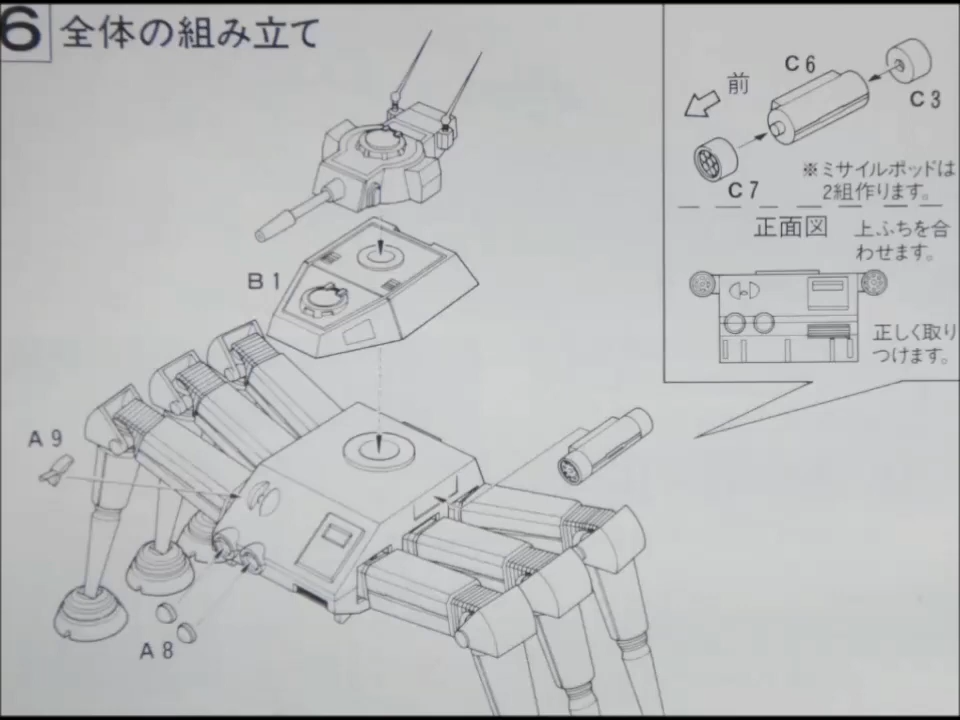 6 全体の組み立て
C6
C3
前
C7
※ミサイルポッドは
2組作ります。
正面図
上ふちを合
わせます。
正しく取り
つけます。
B1
A9
A8